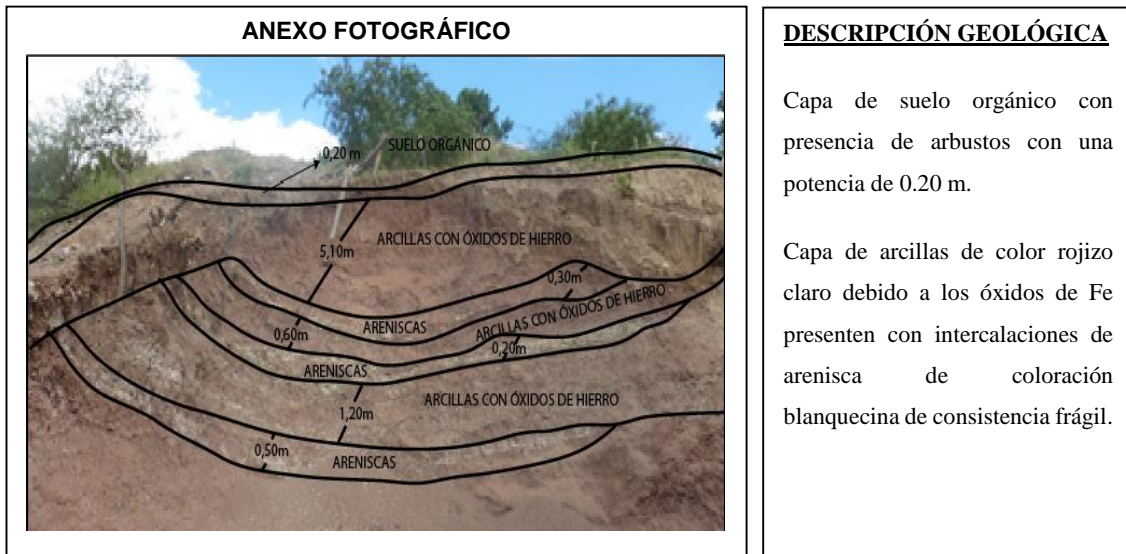 ANEXO FOTOGRÁFICO
SUELO ORGÁNICO
0,20 m
ARCILLAS CON ÓXIDOS DE HIERRO
5,10m
0,30m
ARENISCAS
ARCILLAS CON ÓXIDOS DE HIERRO
0,60m
0,20m
ARENISCAS
ARCILLAS CON ÓXIDOS DE HIERRO
1,20m
0,50m
ARENISCAS
DESCRIPCIÓN GEOLÓGICA
Capa de suelo orgánico con
presencia de arbustos con una
potencia de 0.20 m.
Capa de arcillas de color rojizo
claro debido a los óxidos de Fe
presenten con intercalaciones de
arenisca de coloración
blanquecina de consistencia frágil.